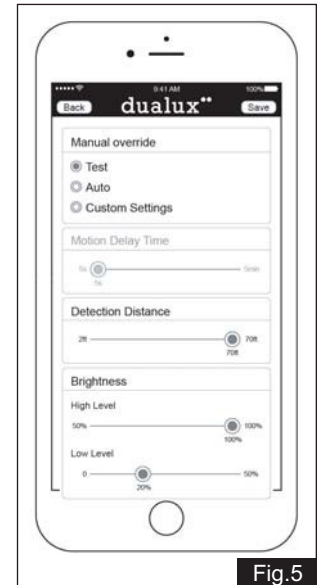 9:41 AM 100%
Back dualux Save
Manual override
Test
Auto
Custom Settings
Motion Delay Time
5s 5min
5s
Detection Distance
2ft 70ft
70ft
Brightness
High Level
50% 100%
100%
Low Level
0 50%
20%
Fig.5